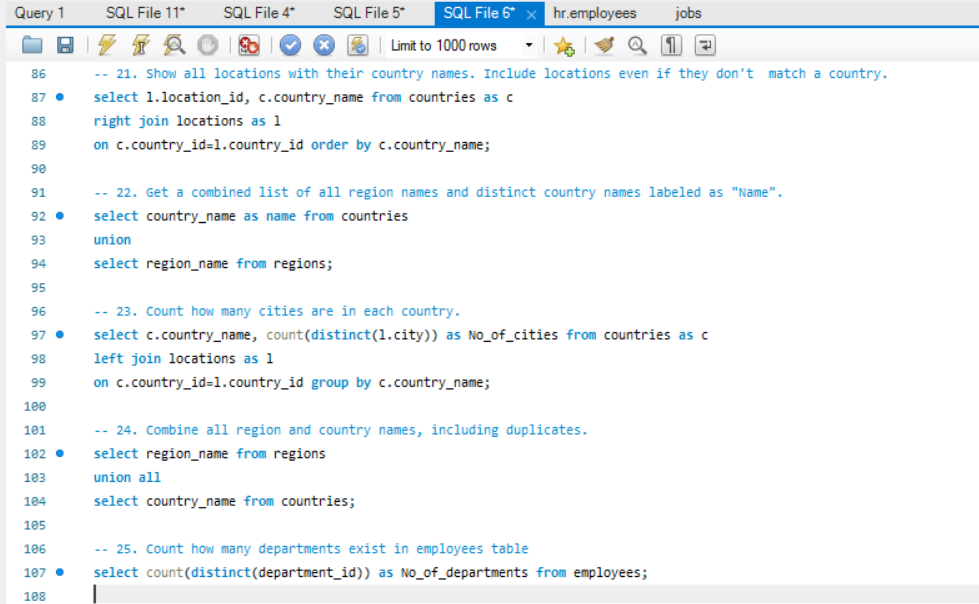 Query 1 SQL File 11* SQL File 4* SQL File 5* SQL File 6* × hr.employees jobs
Limit to 1000 rows
86 -- 21. Show all locations with their country names. Include locations even if they don't  match a country.
87 select l.location_id, c.country_name from countries as c
88 right join locations as l
89 on c.country_id=l.country_id order by c.country_name;
90
91 -- 22. Get a combined list of all region names and distinct country names labeled as "Name".
92 select country_name as name from countries
93 union
94 select region_name from regions;
95
96 -- 23. Count how many cities are in each country.
97 select c.country_name, count(distinct(l.city)) as No_of_cities from countries as c
98 left join locations as l
99 on c.country_id=l.country_id group by c.country_name;
100
101 -- 24. Combine all region and country names, including duplicates.
102 select region_name from regions
103 union all
104 select country_name from countries;
105
106 -- 25. Count how many departments exist in employees table
107 select count(distinct(department_id)) as No_of_departments from employees;
108